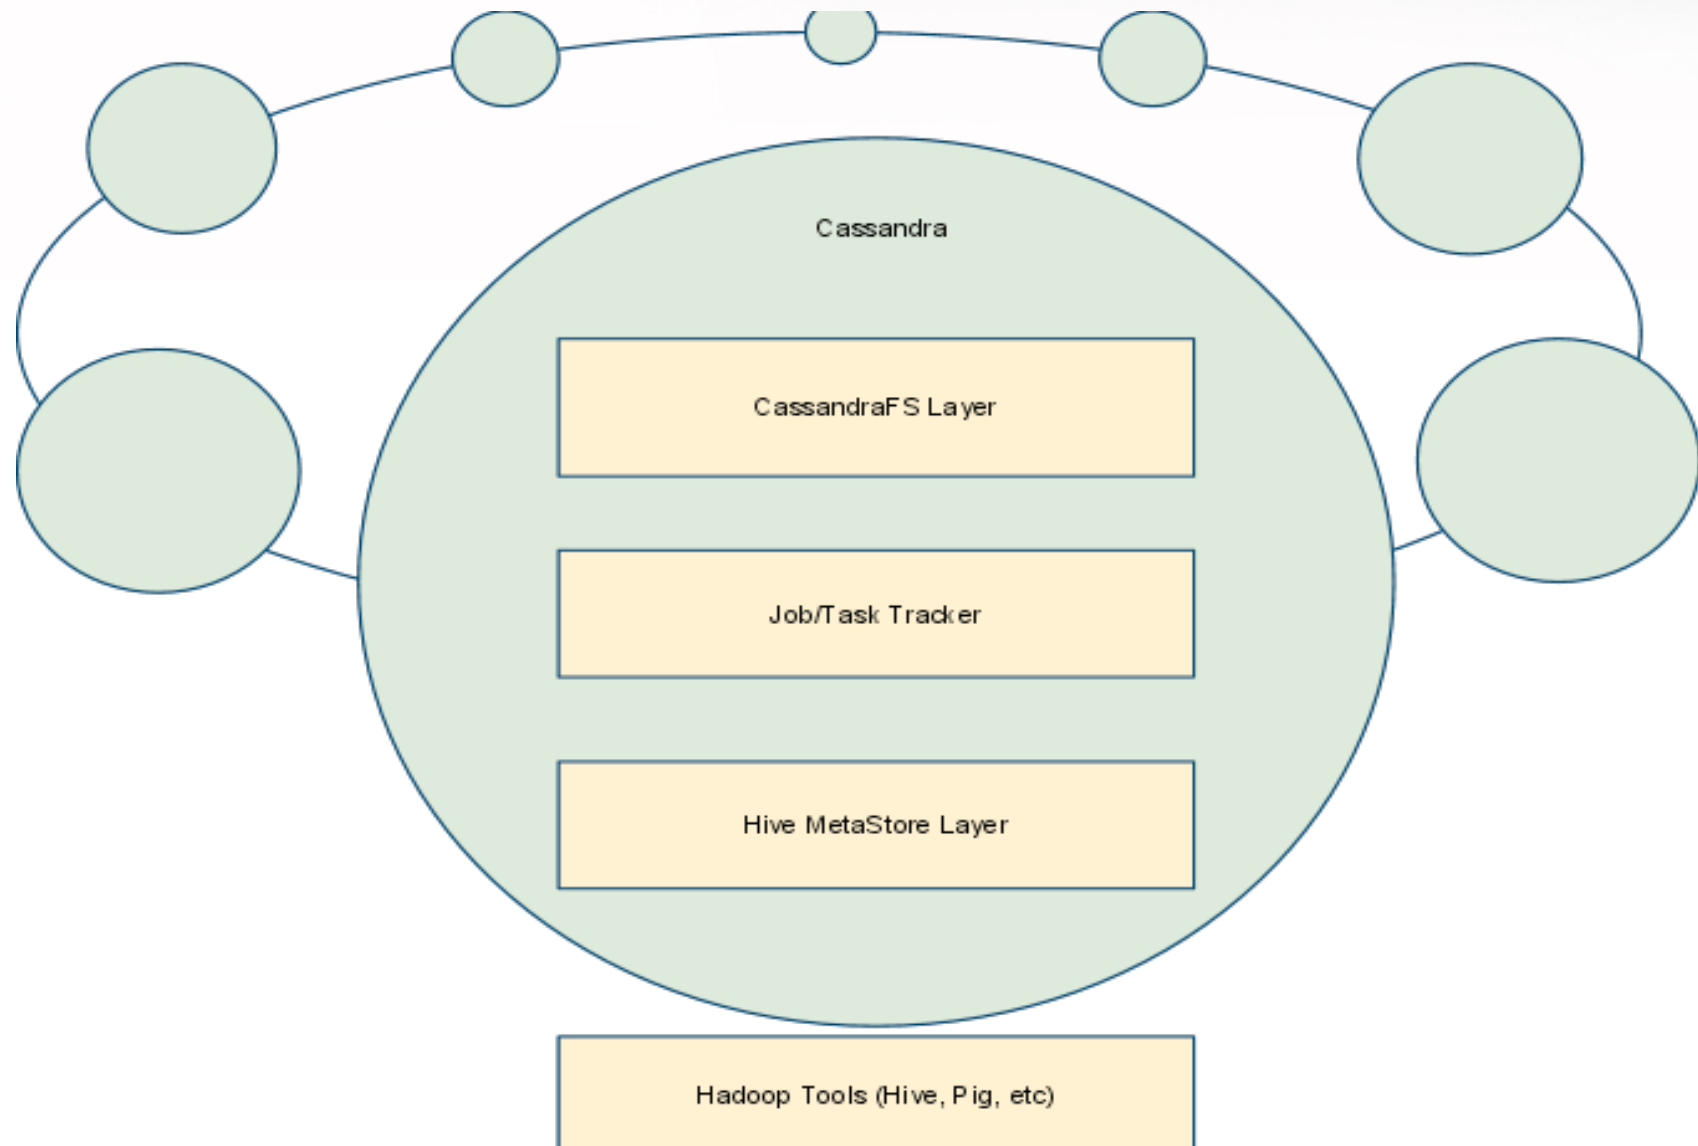 Cassandra
CassandraFS Layer
Job/Task Tracker
Hive MetaStore Layer
Hadoop Tools (Hive, Pig, etc)